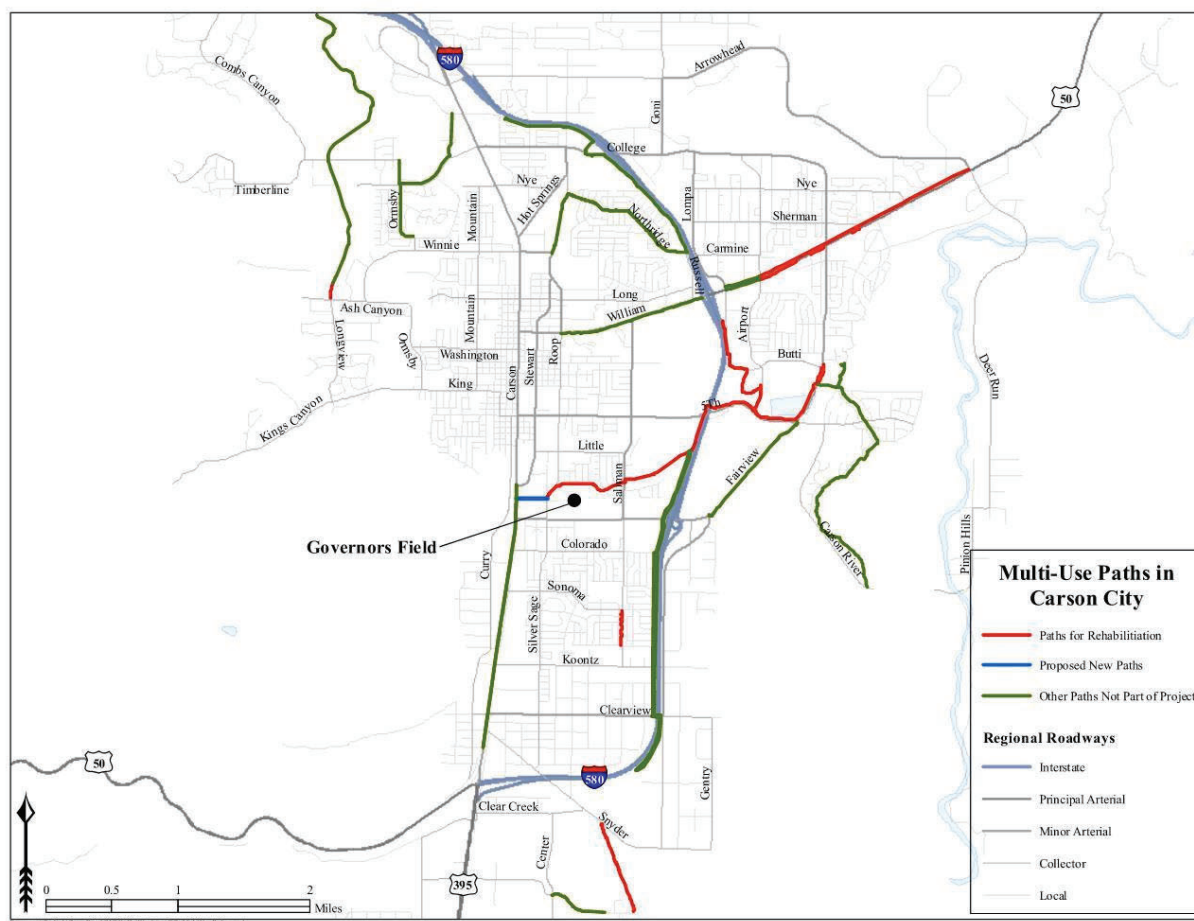 580
Combs Canyon
Arrowhead
Goni
50
College
Timberline
Nye
Hot Springs
Ormsby
Mountain
Lompa
Nye
Sherman
Northridge
Winnie
Carmine
Russell
Long
William
Ash Canyon
Longview
Ormsby
Mountain
Washington
King
Carson
Stewart
Roop
Airport
Butti
5Th
Deer Run
Kings Canyon
Little
Saliman
Fairview
Governors Field
Colorado
Curry
Sonoma
Silver Sage
Koontz
Carson River
Pinion Hills
Clearview
Gentry
50
580
Clear Creek
Snyder
Center
395
0 0.5 1 2
Miles
Multi-Use Paths in
Carson City
Paths for Rehabilitiation
Proposed New Paths
Other Paths Not Part of Project
Regional Roadways
Interstate
Principal Arterial
Minor Arterial
Collector
Local